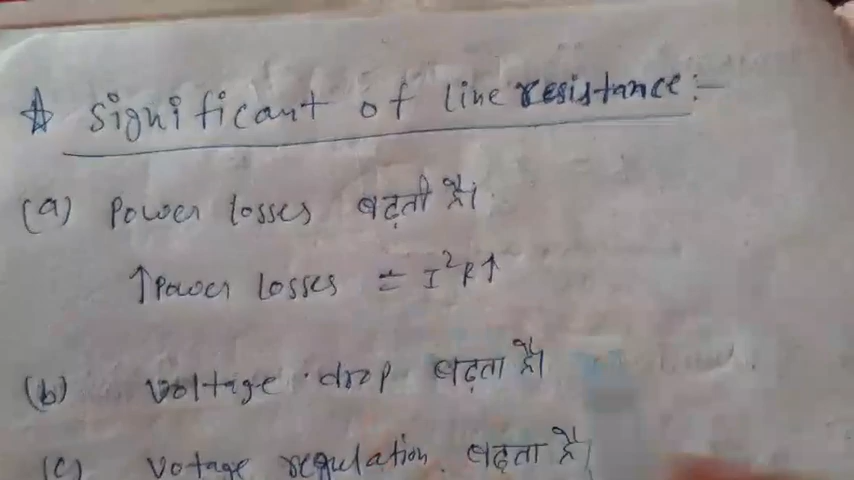 ☆ Significant of line resistance:-
(a) Power losses बढ़ती है।
↑Power losses = I²R↑
(b) voltage drop बढ़ता है।
(c) votage regulation. बढ़ता है।